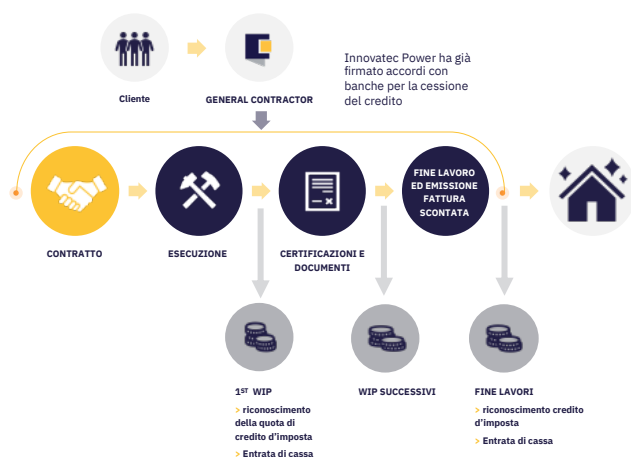 Innovatec Power ha già
firmato accordi con
banche per la cessione
del credito
Cliente
GENERAL CONTRACTOR
FINE LAVORO
ED EMISSIONE
FATTURA
SCONTATA
CONTRATTO
ESECUZIONE
CERTIFICAZIONI E
DOCUMENTI
1ST WIP
> riconoscimento
della quota di
credito d'imposta
> Entrata di cassa
WIP SUCCESSIVI
FINE LAVORI
> riconoscimento credito
d'imposta
> Entrata di cassa